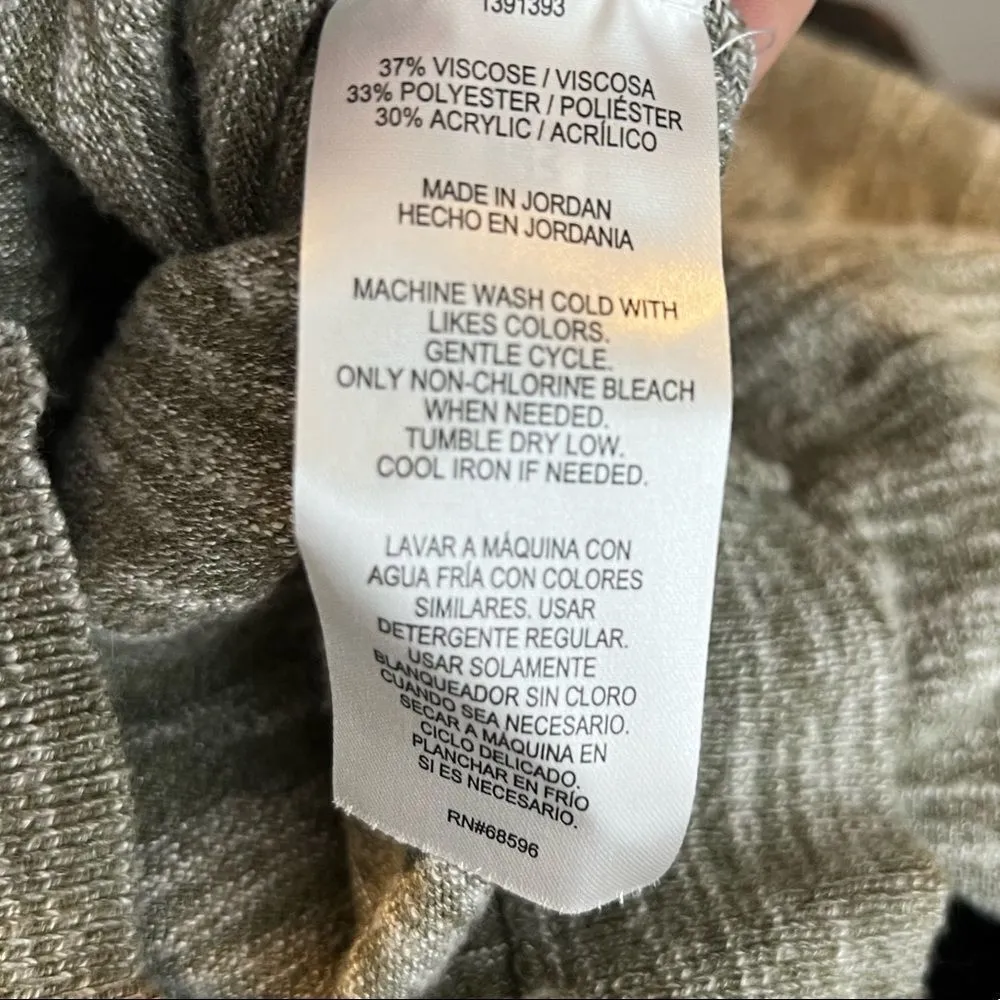 1391393
37% VISCOSE / VISCOSA
33% POLYESTER / POLIÉSTER
30% ACRYLIC / ACRÍLICO
MADE IN JORDAN
HECHO EN JORDANIA
MACHINE WASH COLD WITH
LIKES COLORS.
GENTLE CYCLE.
ONLY NON-CHLORINE BLEACH
WHEN NEEDED.
TUMBLE DRY LOW.
COOL IRON IF NEEDED.
LAVAR A MÁQUINA CON
AGUA FRÍA CON COLORES
SIMILARES. USAR
DETERGENTE REGULAR.
USAR SOLAMENTE
BLANQUEADOR SIN CLORO
CUANDO SEA NECESARIO.
SECAR A MÁQUINA EN
CICLO DELICADO.
PLANCHAR EN FRÍO
SI ES NECESARIO.
RN#68596